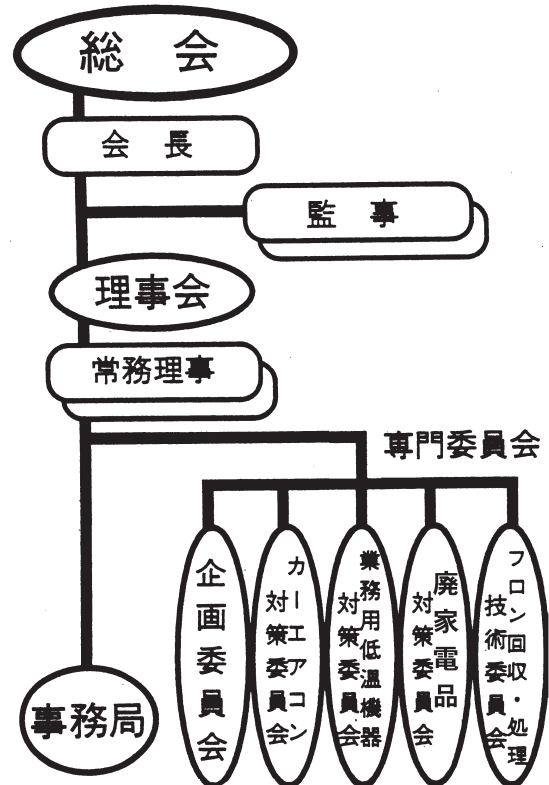 総会
会長
監事
理事会
常務理事
専門委員会
企画委員会
カーエアコン
対策委員会
業務用低温機器
対策委員会
廃家電品
対策委員会
フロン回収・処理
技術委員会
事務局